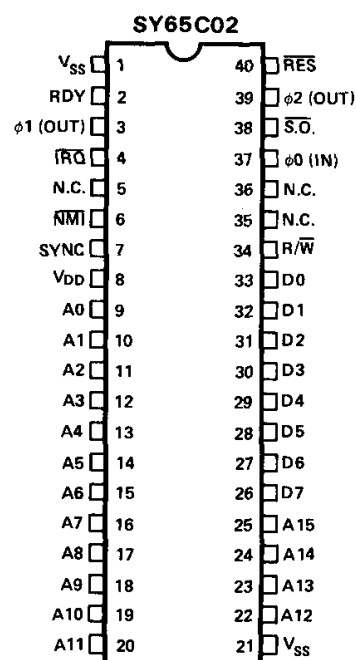 SY65C02
VSS 1 40 R̅E̅S̅
RDY 2 39 φ2 (OUT)
φ1 (OUT) 3 38 S̅.O̅.
I̅R̅Q̅ 4 37 φ0 (IN)
N.C. 5 36 N.C.
N̅M̅I̅ 6 35 N.C.
SYNC 7 34 R/W̅
VDD 8 33 D0
A0 9 32 D1
A1 10 31 D2
A2 11 30 D3
A3 12 29 D4
A4 13 28 D5
A5 14 27 D6
A6 15 26 D7
A7 16 25 A15
A8 17 24 A14
A9 18 23 A13
A10 19 22 A12
A11 20 21 VSS